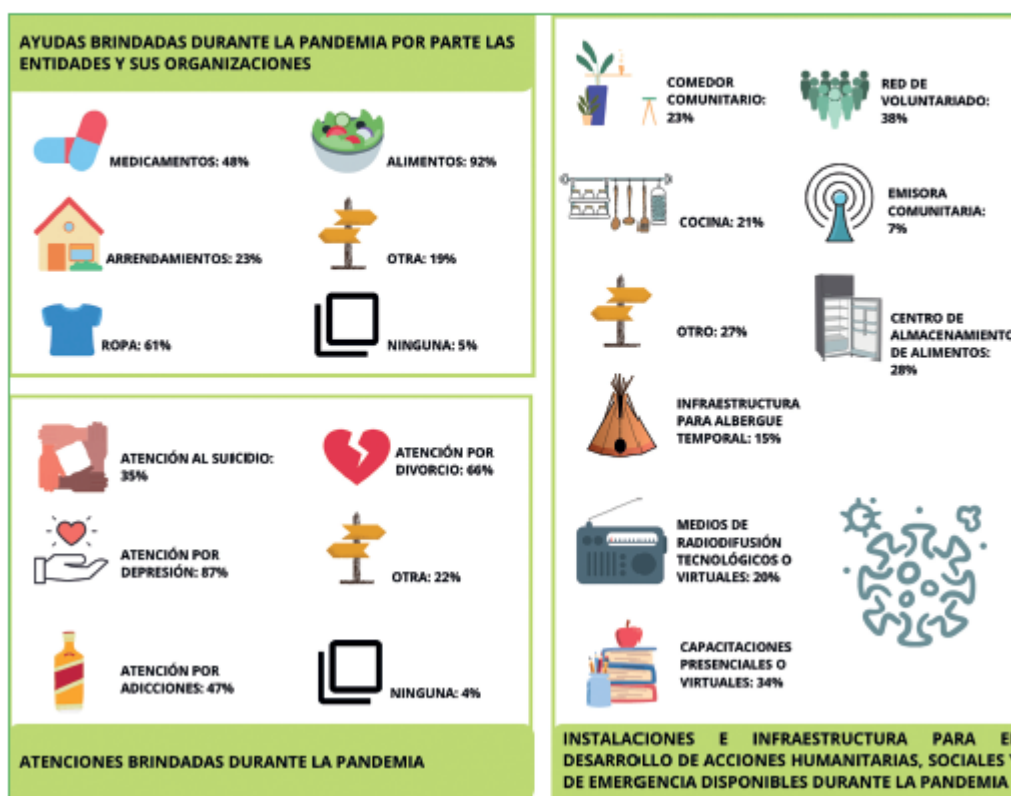 AYUDAS BRINDADAS DURANTE LA PANDEMIA POR PARTE LAS
ENTIDADES Y SUS ORGANIZACIONES
MEDICAMENTOS: 48%
ALIMENTOS: 92%
ARRENDAMIENTOS: 23%
OTRA: 19%
ROPA: 61%
NINGUNA: 5%
ATENCIÓN AL SUICIDIO:
35%
ATENCIÓN POR
DIVORCIO: 66%
ATENCIÓN POR
DEPRESIÓN: 87%
OTRA: 22%
ATENCIÓN POR
ADICCIONES: 47%
NINGUNA: 4%
ATENCIONES BRINDADAS DURANTE LA PANDEMIA
COMEDOR
COMUNITARIO:
23%
RED DE
VOLUNTARIADO:
38%
COCINA: 21%
EMISORA
COMUNITARIA:
7%
OTRO: 27%
CENTRO DE
ALMACENAMIENTO
DE ALIMENTOS:
28%
INFRAESTRUCTURA
PARA ALBERGUE
TEMPORAL: 15%
MEDIOS DE
RADIODIFUSIÓN
TECNOLÓGICOS O
VIRTUALES: 20%
CAPACITACIONES
PRESENCIALES O
VIRTUALES: 34%
INSTALACIONES E INFRAESTRUCTURA PARA
DESARROLLO DE ACCIONES HUMANITARIAS, SOCIALES
DE EMERGENCIA DISPONIBLES DURANTE LA PANDEMIA